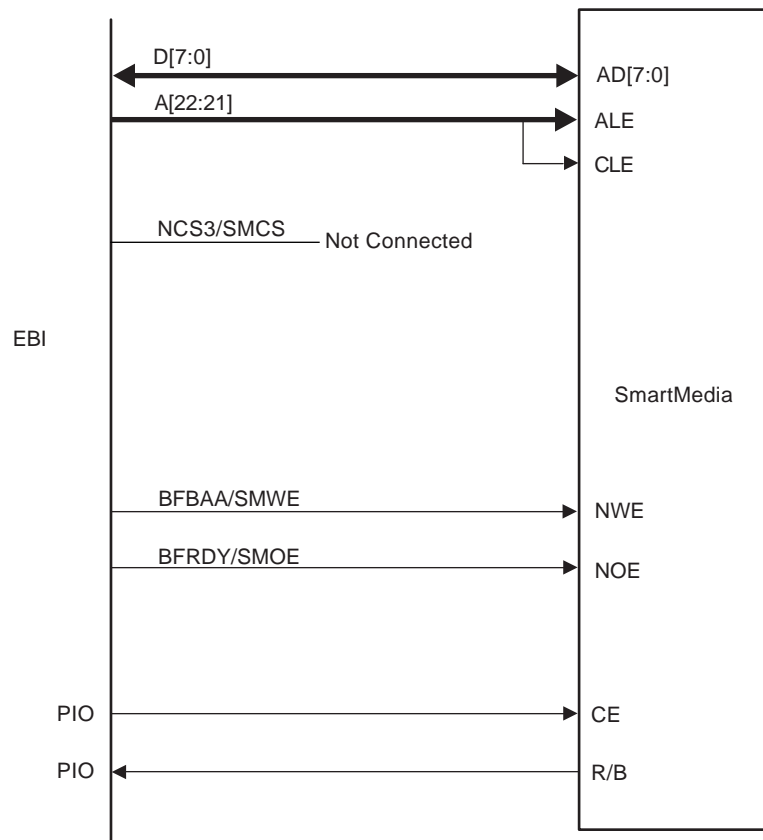 D[7:0]
AD[7:0]
A[22:21]
ALE
CLE
NCS3/SMCS
Not Connected
EBI
SmartMedia
BFBAA/SMWE
NWE
BFRDY/SMOE
NOE
PIO
CE
PIO
R/B